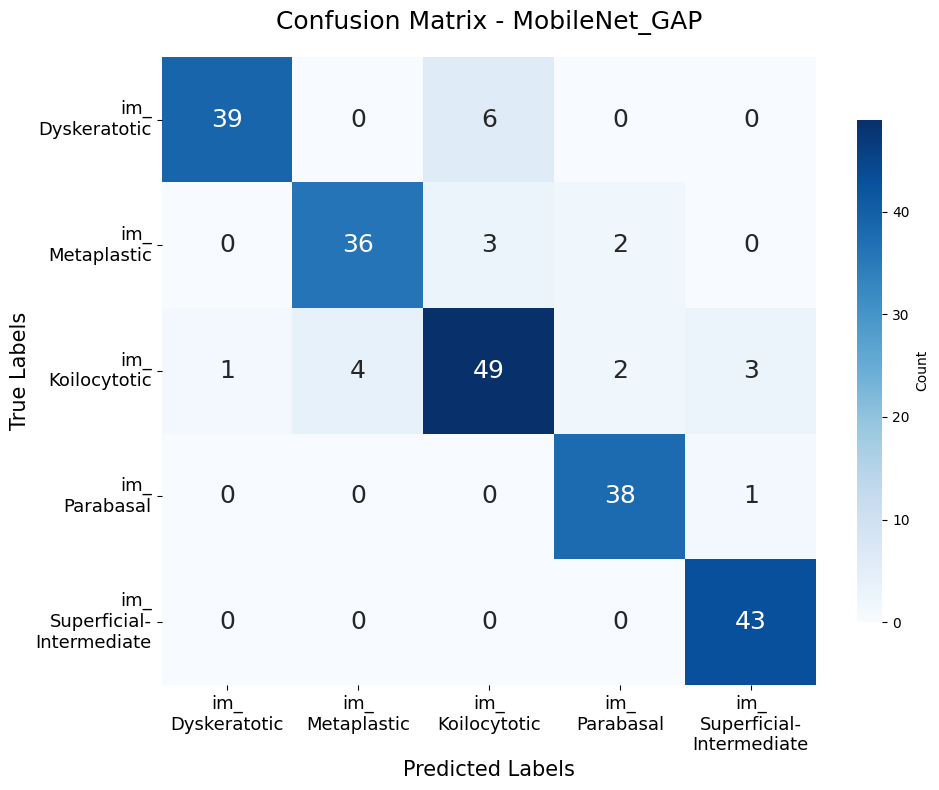 Confusion Matrix - MobileNet_GAP
True Labels
im_
Dyskeratotic
39 0 6 0 0
im_
Metaplastic
0 36 3 2 0
im_
Koilocytotic
1 4 49 2 3
im_
Parabasal
0 0 0 38 1
im_
Superficial-
Intermediate
0 0 0 0 43
im_
Dyskeratotic
im_
Metaplastic
im_
Koilocytotic
im_
Parabasal
im_
Superficial-
Intermediate
Predicted Labels
40
30
20
10
0
Count